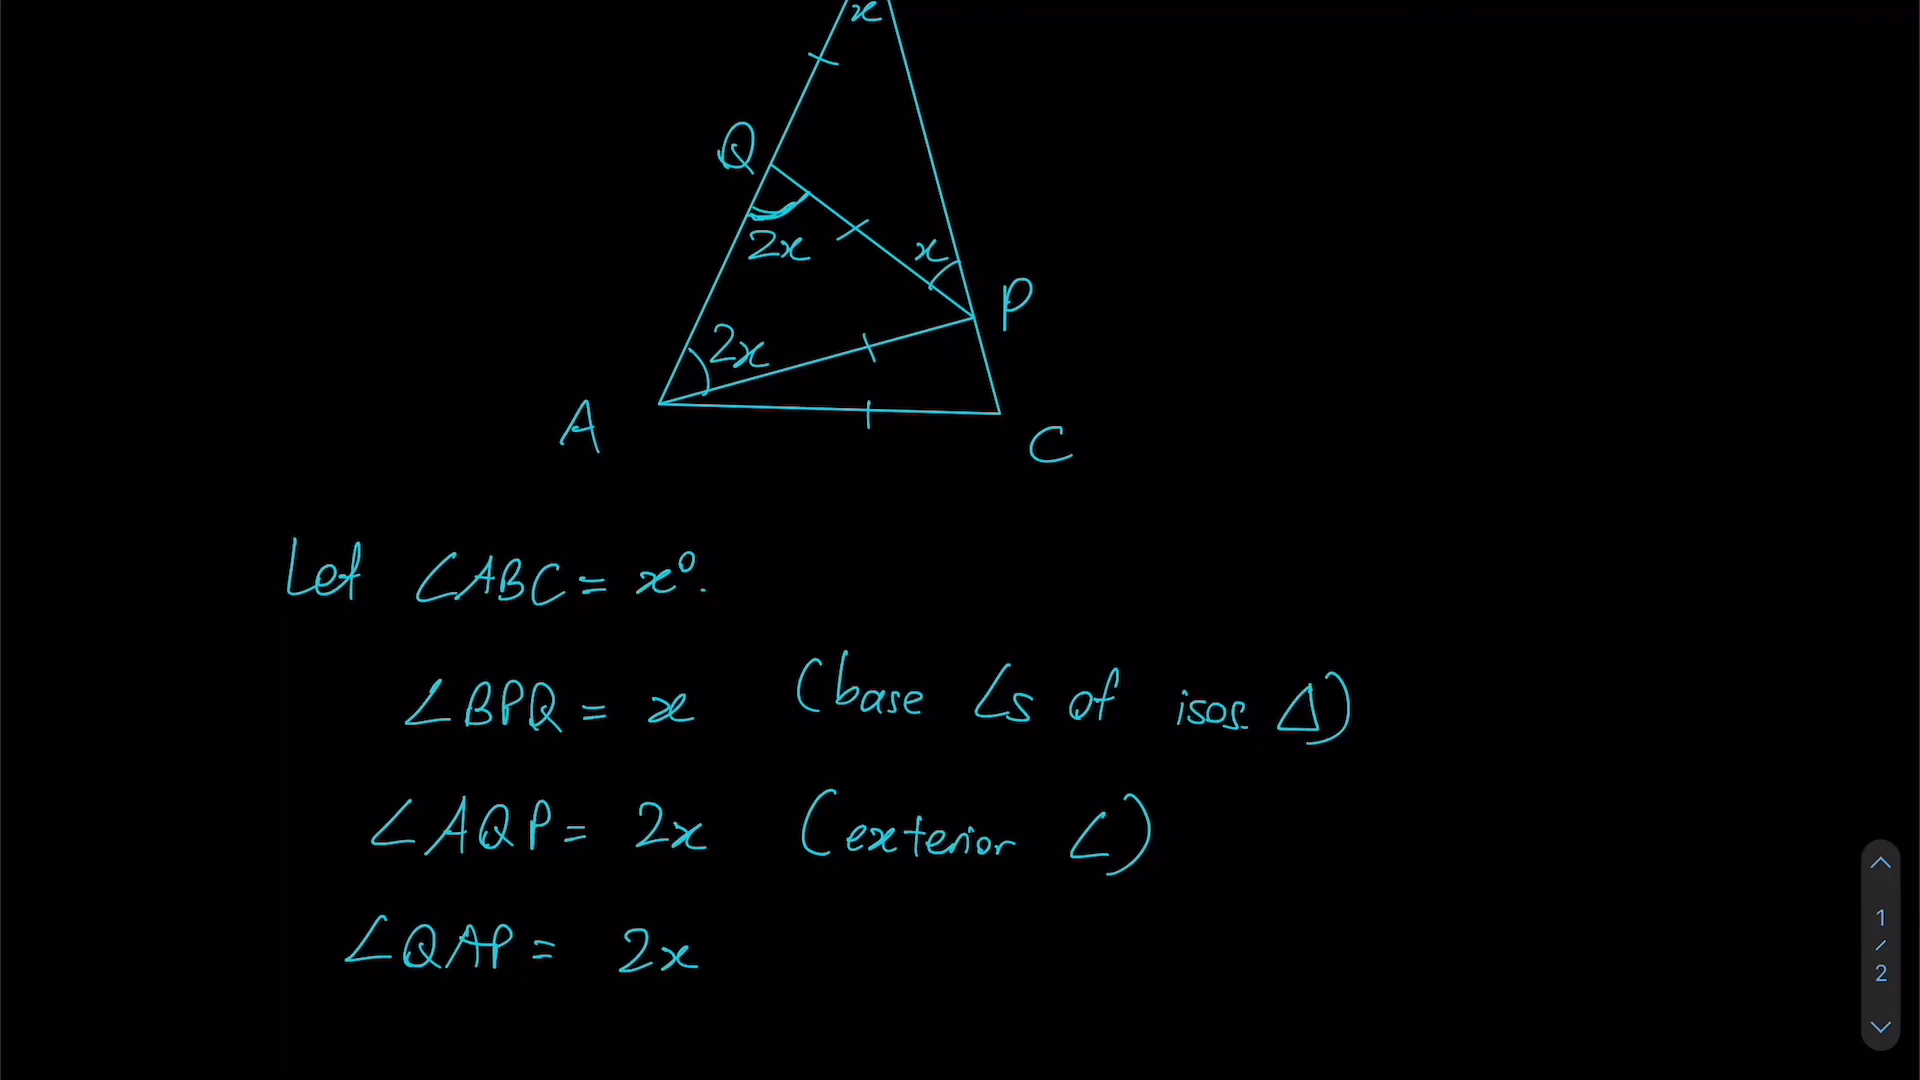 x
Q
2x
x
P
2x
A
C
Let ∠ABC = x°.
∠BPQ = x (base ∠s of isos. Δ)
∠AQP = 2x (exterior ∠)
∠QAP = 2x
1
/
2